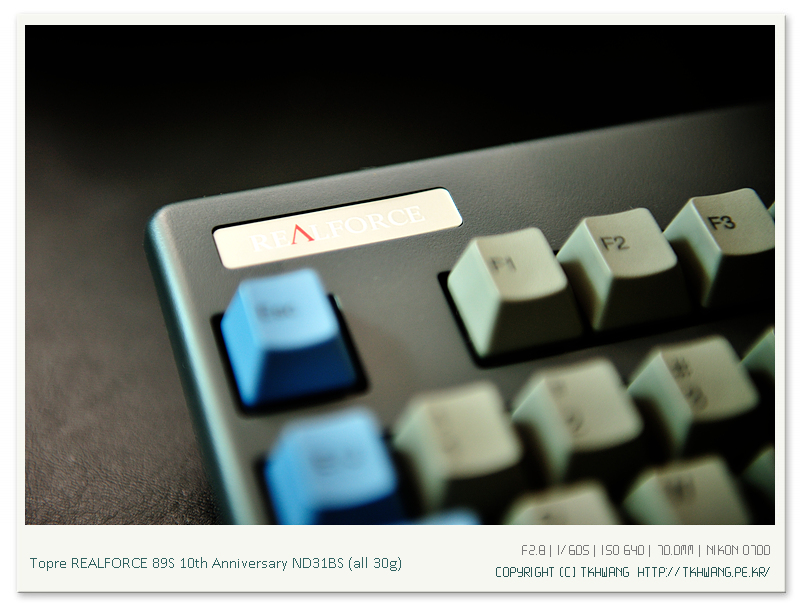 REALFORCE
Esc
F1
F2
F3
Topre REALFORCE 89S 10th Anniversary ND31BS (all 30g)
F2.8 | 1/60S | ISO 640 | 70.0MM | NIKON D700
COPYRIGHT (C) TKHWANG HTTP://TKHWANG.PE.KR/